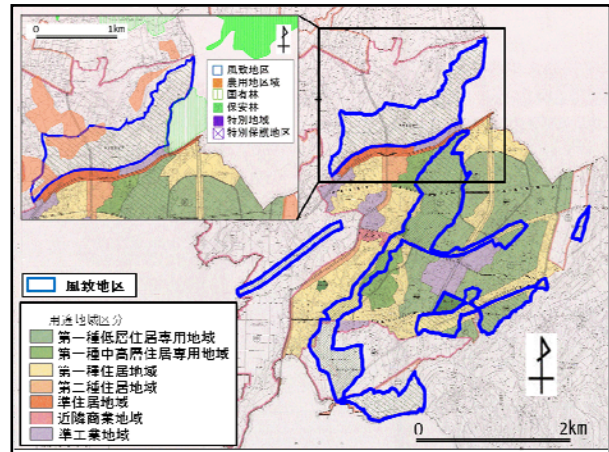 0 1km
風致地区
農用地区域
国有林
保安林
特別地域
特別保護地区
風致地区
用途地域区分
第一種低層住居専用地域
第一種中高層住居専用地域
第一種住居地域
第二種住居地域
準住居地域
近隣商業地域
準工業地域
0 2km